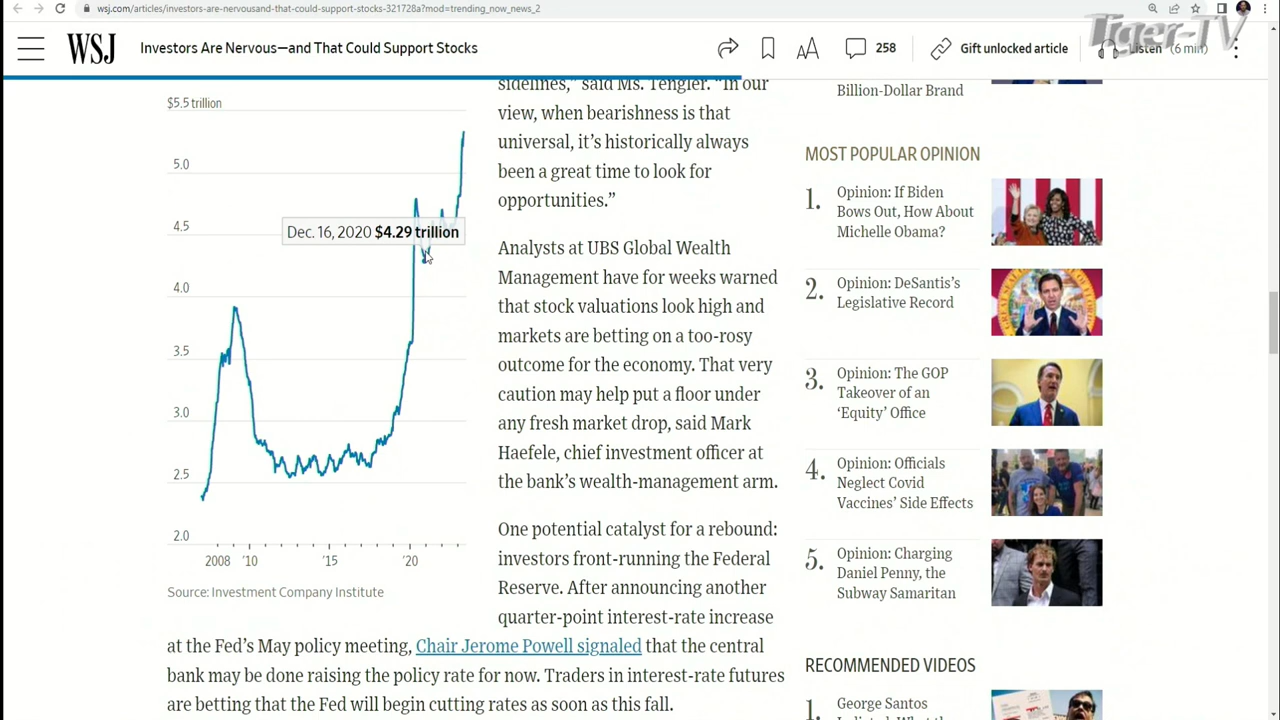 wsj.com/articles/investors-are-nervousand-that-could-support-stocks-321728a?mod=trending_now_news_2
Tiger-TV
WSJ
Investors Are Nervous—and That Could Support Stocks
258
Gift unlocked article
Listen (6 min)
$5.5 trillion
5.0
4.5
4.0
3.5
3.0
2.5
2.0
2008 '10 '15 '20
Dec. 16, 2020 $4.29 trillion
Source: Investment Company Institute
sidelines,” said Ms. Tengler. “In our
view, when bearishness is that
universal, it’s historically always
been a great time to look for
opportunities.”
Analysts at UBS Global Wealth
Management have for weeks warned
that stock valuations look high and
markets are betting on a too-rosy
outcome for the economy. That very
caution may help put a floor under
any fresh market drop, said Mark
Haefele, chief investment officer at
the bank’s wealth-management arm.
One potential catalyst for a rebound:
investors front-running the Federal
Reserve. After announcing another
quarter-point interest-rate increase
at the Fed’s May policy meeting, Chair Jerome Powell signaled that the central
bank may be done raising the policy rate for now. Traders in interest-rate futures
are betting that the Fed will begin cutting rates as soon as this fall.
Billion-Dollar Brand
MOST POPULAR OPINION
1. Opinion: If Biden
Bows Out, How About
Michelle Obama?
2. Opinion: DeSantis’s
Legislative Record
3. Opinion: The GOP
Takeover of an
‘Equity’ Office
4. Opinion: Officials
Neglect Covid
Vaccines’ Side Effects
5. Opinion: Charging
Daniel Penny, the
Subway Samaritan
RECOMMENDED VIDEOS
1. George Santos